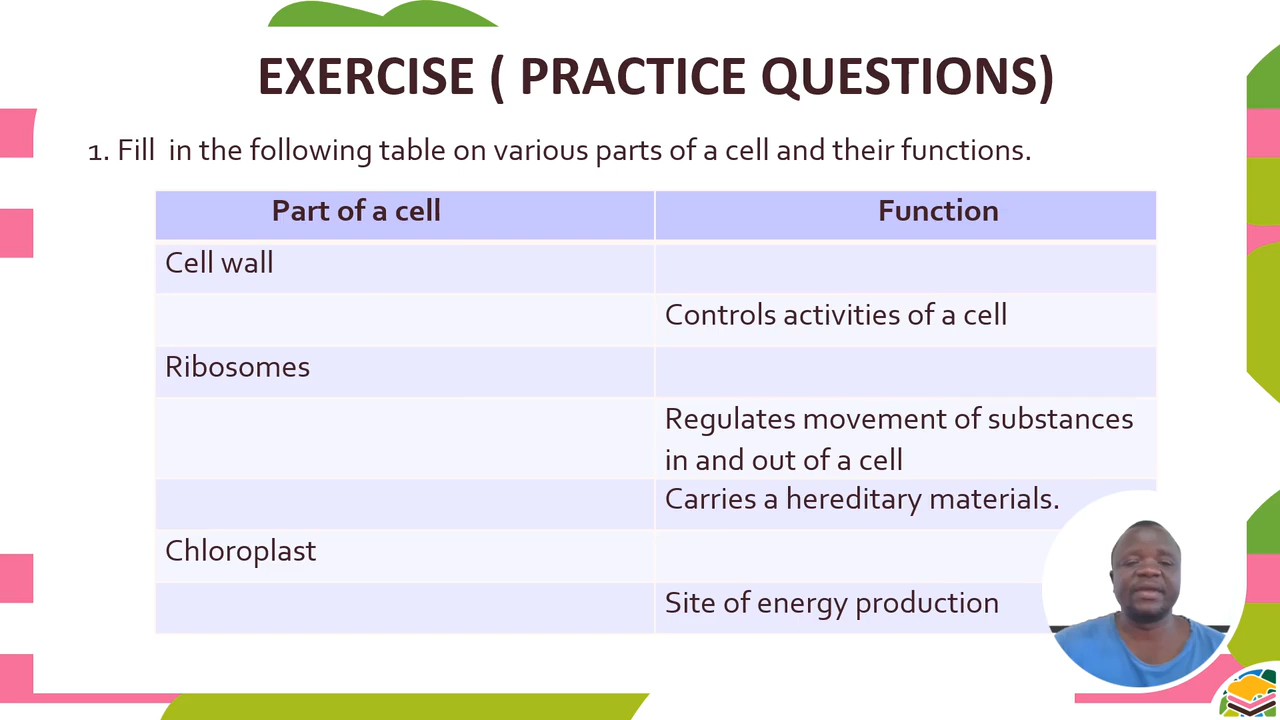 EXERCISE ( PRACTICE QUESTIONS)
1. Fill  in the following table on various parts of a cell and their functions.
Part of a cell
Function
Cell wall
Controls activities of a cell
Ribosomes
Regulates movement of substances
in and out of a cell
Carries a hereditary materials.
Chloroplast
Site of energy production